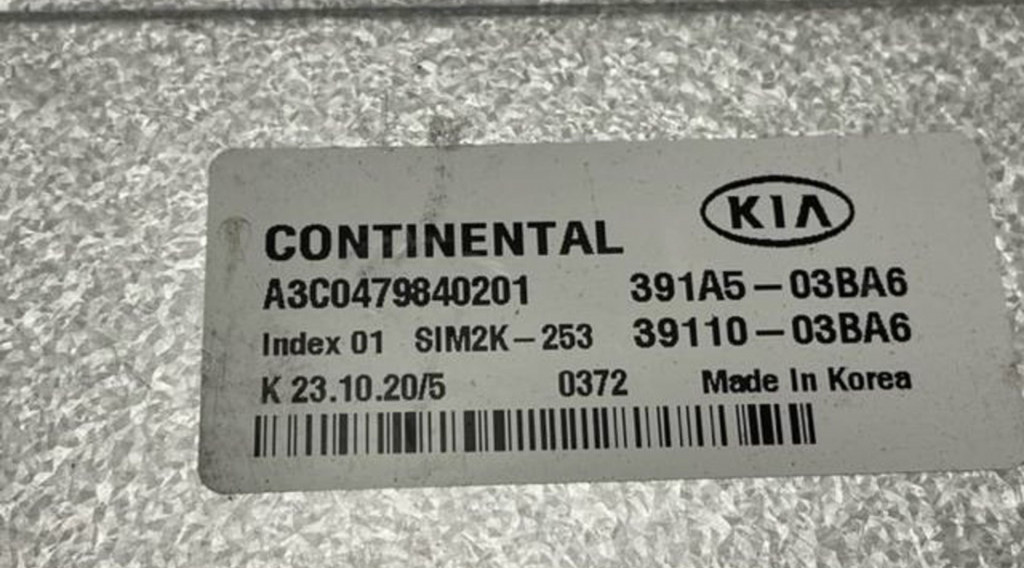 KIA
CONTINENTAL
A3C0479840201 391A5-03BA6
Index 01 SIM2K-253 39110-03BA6
K 23.10.20/5 0372 Made In Korea